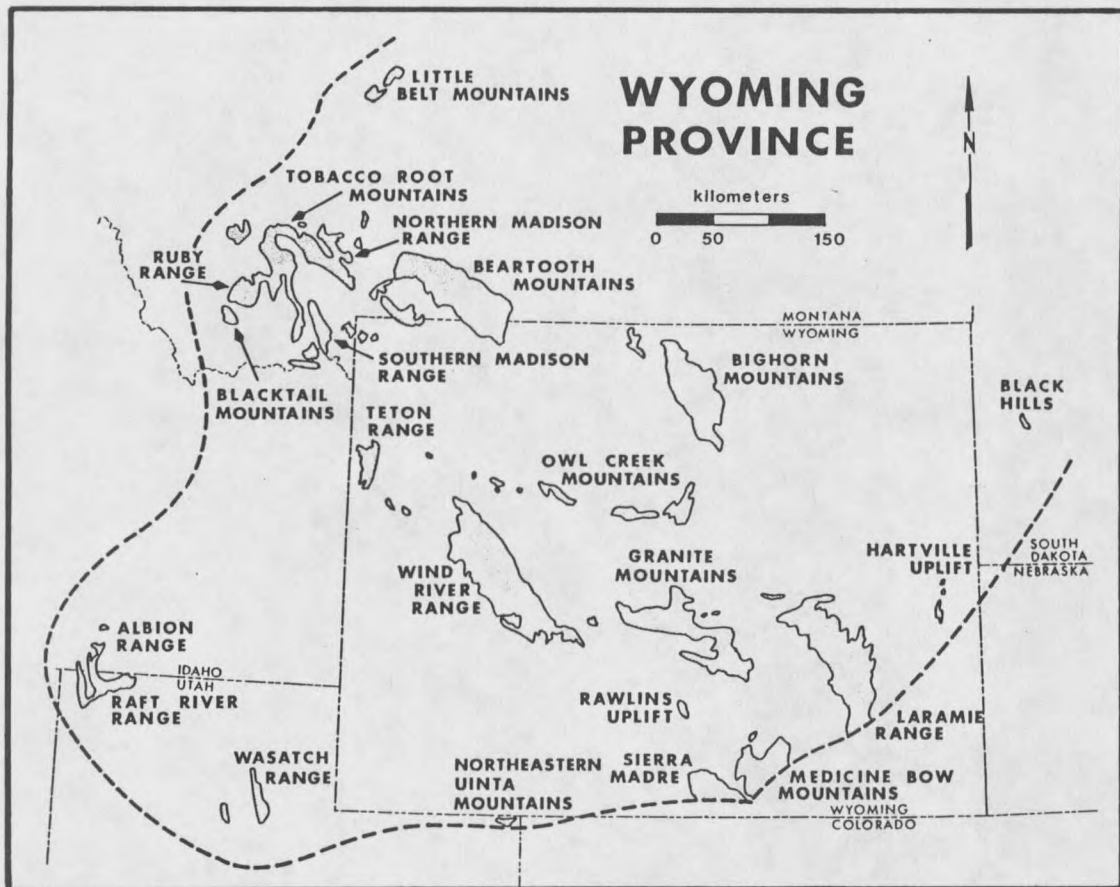 LITTLE
BELT MOUNTAINS
WYOMING
PROVINCE
N
kilometers
0 50 150
TOBACCO ROOT
MOUNTAINS
NORTHERN MADISON
RANGE
RUBY
RANGE
BEARTOOTH
MOUNTAINS
MONTANA
WYOMING
SOUTHERN MADISON
RANGE
BIGHORN
MOUNTAINS
BLACKTAIL
MOUNTAINS
BLACK
HILLS
TETON
RANGE
OWL CREEK
MOUNTAINS
WIND
RIVER
RANGE
GRANITE
MOUNTAINS
HARTVILLE
UPLIFT
SOUTH
DAKOTA
NEBRASKA
ALBION
RANGE
IDAHO
UTAH
RAFT RIVER
RANGE
RAWLINS
UPLIFT
LARAMIE
RANGE
WASATCH
RANGE
NORTHEASTERN
UINTA
MOUNTAINS
SIERRA
MADRE
MEDICINE BOW
MOUNTAINS
WYOMING
COLORADO